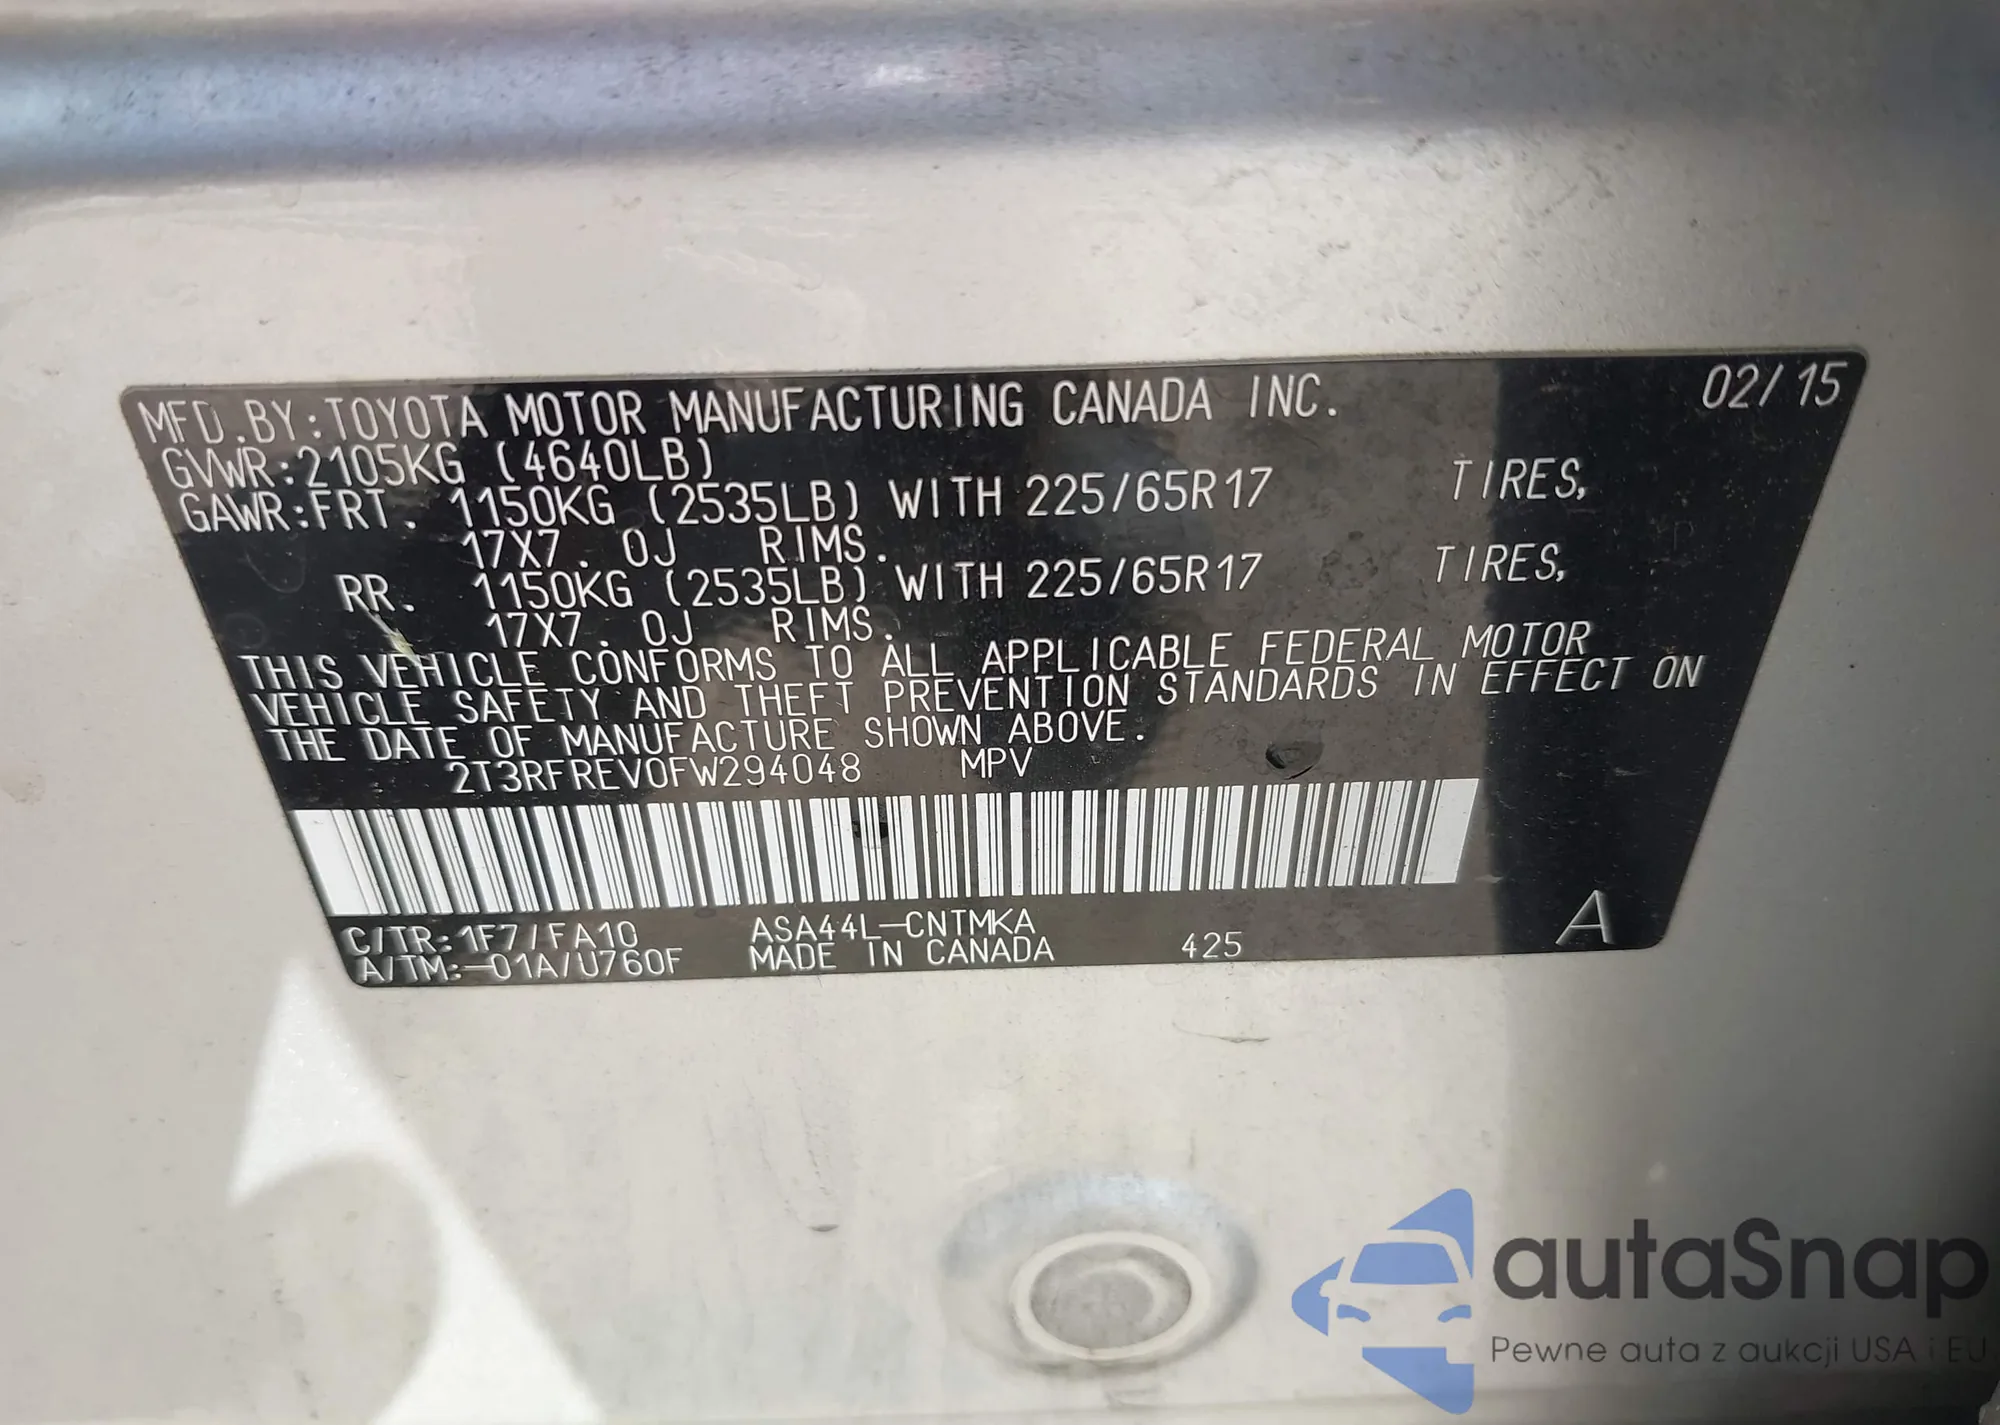 MFD.BY:TOYOTA MOTOR MANUFACTURING CANADA INC. 02/15
GVWR:2105KG (4640LB)
GAWR:FRT. 1150KG (2535LB) WITH 225/65R17 TIRES,
17X7.0J RIMS.
RR. 1150KG (2535LB) WITH 225/65R17 TIRES,
17X7.0J RIMS.
THIS VEHICLE CONFORMS TO ALL APPLICABLE FEDERAL MOTOR
VEHICLE SAFETY AND THEFT PREVENTION STANDARDS IN EFFECT ON
THE DATE OF MANUFACTURE SHOWN ABOVE.
2T3RFREV0FW294048 MPV
C/TR:1F7/FA10 ASA44L-CNTMKA
A/TM:-01A/U760F MADE IN CANADA 425 A
autaSnap
Pewne auta z aukcji USA i EU